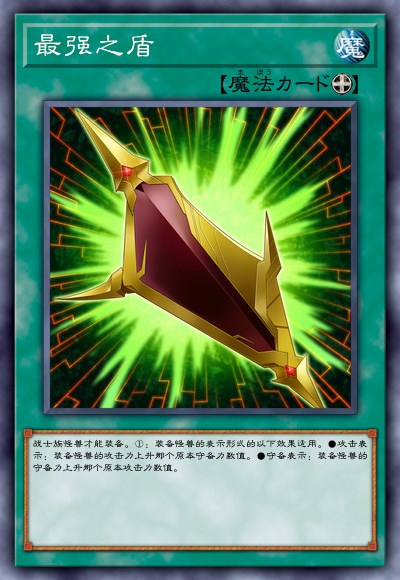 最强之盾
魔
【魔法カード】
まほう
战士族怪兽才能装备。①：装备怪兽的表示形式的以下效果适用。●攻击表
示：装备怪兽的攻击力上升那个原本守备力数值。●守备表示：装备怪兽的
守备力上升那个原本攻击力数值。